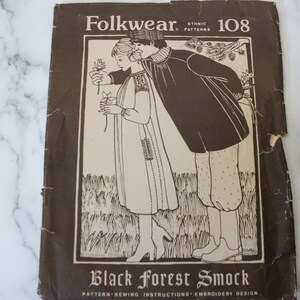 Folkwear® ETHNIC PATTERNS 108
Black Forest Smock
PATTERN • SEWING INSTRUCTIONS • EMBROIDERY DESIGN